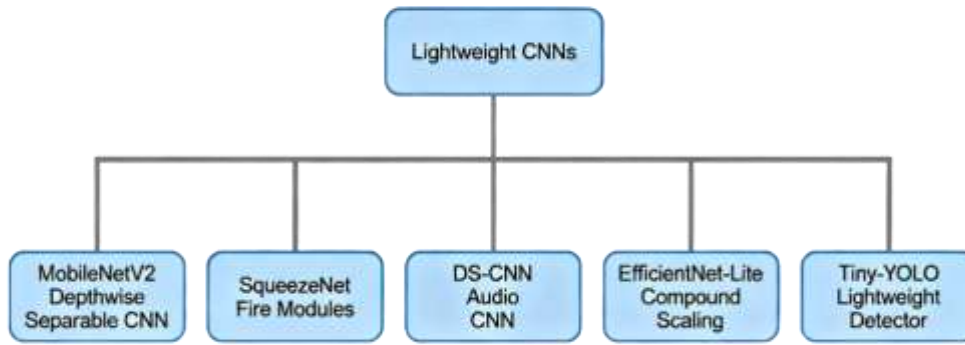 Lightweight CNNs
MobileNetV2
Depthwise
Separable CNN
SqueezeNet
Fire Modules
DS-CNN
Audio
CNN
EfficientNet-Lite
Compound
Scaling
Tiny-YOLO
Lightweight
Detector